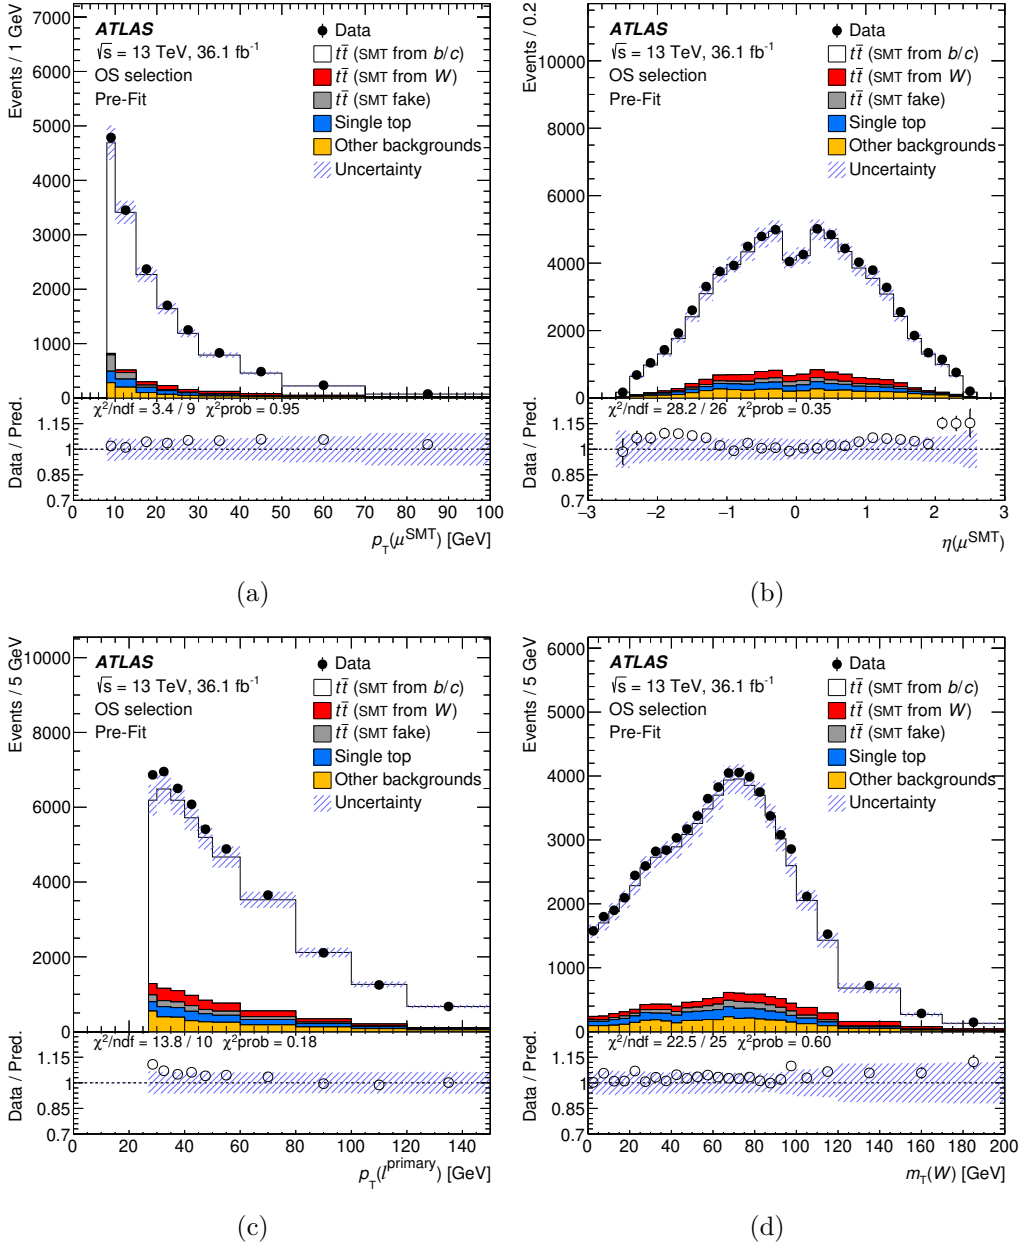 Events / 1 GeV
7000
6000
5000
4000
3000
2000
1000
0
ATLAS
√s = 13 TeV, 36.1 fb⁻¹
OS selection
Pre-Fit
Data
tt̄ (SMT from b/c)
tt̄ (SMT from W)
tt̄ (SMT fake)
Single top
Other backgrounds
Uncertainty
χ²/ndf = 3.4 / 9 χ²prob = 0.95
Data / Pred.
1.15
1
0.85
0.7
10 20 30 40 50 60 70 80 90 100
p_T(μ^SMT) [GeV]
(a)
Events / 0.2
10000
8000
6000
4000
2000
0
ATLAS
√s = 13 TeV, 36.1 fb⁻¹
OS selection
Pre-Fit
Data
tt̄ (SMT from b/c)
tt̄ (SMT from W)
tt̄ (SMT fake)
Single top
Other backgrounds
Uncertainty
χ²/ndf = 28.2 / 26 χ²prob = 0.35
Data / Pred.
1.15
1
0.85
0.7
−3 −2 −1 0 1 2 3
η(μ^SMT)
(b)
Events / 5 GeV
10000
8000
6000
4000
2000
0
ATLAS
√s = 13 TeV, 36.1 fb⁻¹
OS selection
Pre-Fit
Data
tt̄ (SMT from b/c)
tt̄ (SMT from W)
tt̄ (SMT fake)
Single top
Other backgrounds
Uncertainty
χ²/ndf = 13.8 / 10 χ²prob = 0.18
Data / Pred.
1.15
1
0.85
0.7
0 20 40 60 80 100 120 140
p_T(l^primary) [GeV]
(c)
Events / 5 GeV
6000
5000
4000
3000
2000
1000
0
ATLAS
√s = 13 TeV, 36.1 fb⁻¹
OS selection
Pre-Fit
Data
tt̄ (SMT from b/c)
tt̄ (SMT from W)
tt̄ (SMT fake)
Single top
Other backgrounds
Uncertainty
χ²/ndf = 22.5 / 25 χ²prob = 0.60
Data / Pred.
1.15
1
0.85
0.7
0 20 40 60 80 100 120 140 160 180 200
m_T(W) [GeV]
(d)